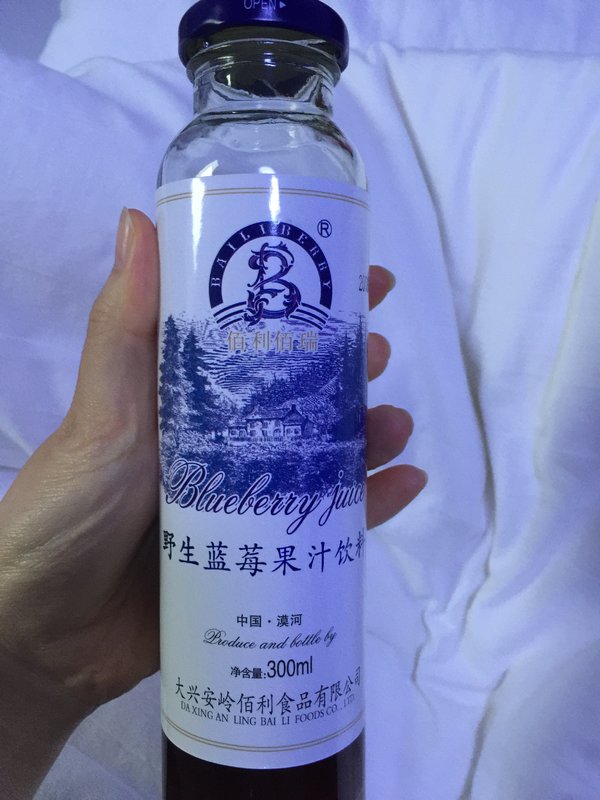 OPEN
BAILI BERRY
®
佰利佰瑞
Blueberry juice
野生蓝莓果汁饮料
中国·漠河
Produce and bottle by
净含量:300ml
大兴安岭佰利食品有限公司
DA XING AN LING BAI LI FOODS CO.,LTD.